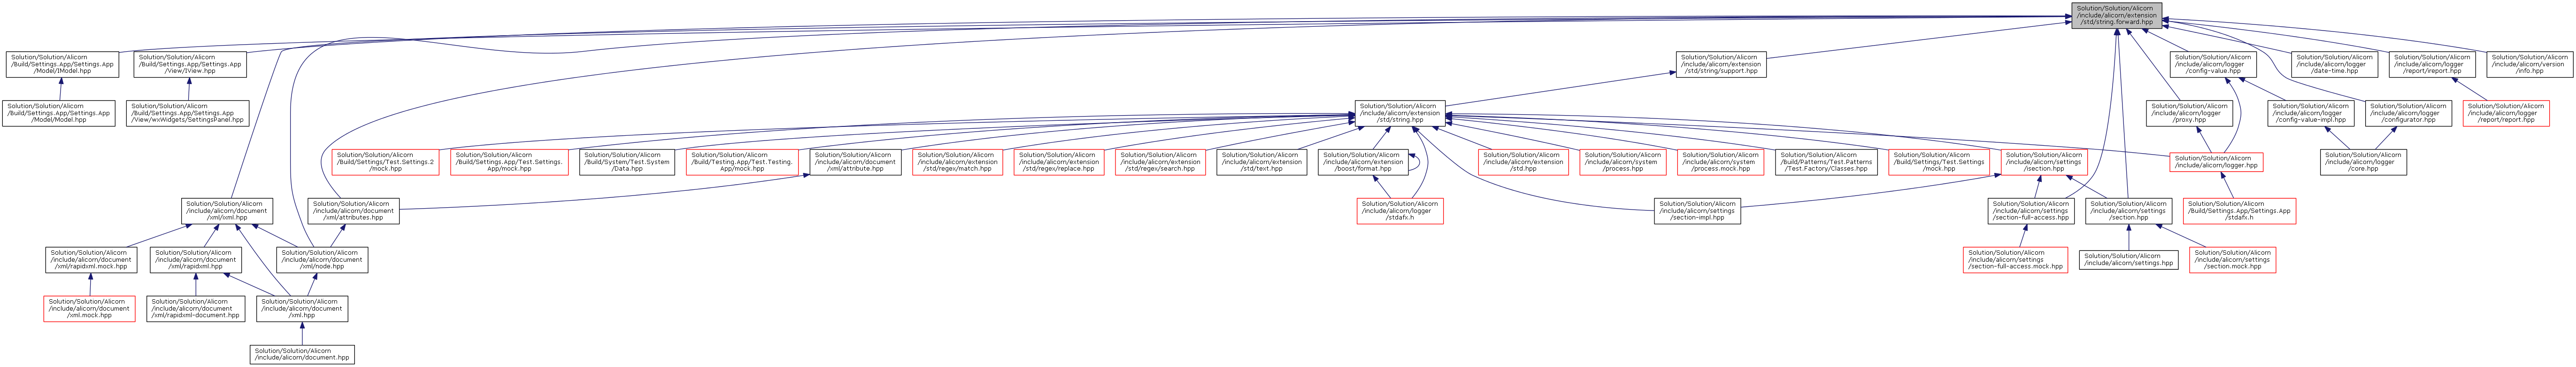 Solution/Solution/Alicorn
/include/alicorn/extension
/std/string.forward.hpp
Solution/Solution/Alicorn
/Build/Settings.App/Settings.App
/Model/IModel.hpp
Solution/Solution/Alicorn
/Build/Settings.App/Settings.App
/View/IView.hpp
Solution/Solution/Alicorn
/include/alicorn/extension
/std/string/support.hpp
Solution/Solution/Alicorn
/include/alicorn/logger
/config-value.hpp
Solution/Solution/Alicorn
/include/alicorn/logger
/date-time.hpp
Solution/Solution/Alicorn
/include/alicorn/logger
/report/ireport.hpp
Solution/Solution/Alicorn
/include/alicorn/version
/info.hpp
Solution/Solution/Alicorn
/Build/Settings.App/Settings.App
/Model/Model.hpp
Solution/Solution/Alicorn
/Build/Settings.App/Settings.App
/View/wxWidgets/SettingsPanel.hpp
Solution/Solution/Alicorn
/include/alicorn/extension
/std/string.hpp
Solution/Solution/Alicorn
/include/alicorn/logger
/proxy.hpp
Solution/Solution/Alicorn
/include/alicorn/logger
/config-value-impl.hpp
Solution/Solution/Alicorn
/include/alicorn/logger
/configurator.hpp
Solution/Solution/Alicorn
/include/alicorn/logger
/report/report.hpp
Solution/Solution/Alicorn
/Build/Settings/Test.Settings.2
/mock.hpp
Solution/Solution/Alicorn
/Build/Settings.App/Test.Settings.
App/mock.hpp
Solution/Solution/Alicorn
/Build/System/Test.System
/Data.hpp
Solution/Solution/Alicorn
/Build/Testing.App/Test.Testing.
App/mock.hpp
Solution/Solution/Alicorn
/include/alicorn/document
/xml/attribute.hpp
Solution/Solution/Alicorn
/include/alicorn/extension
/std/regex/match.hpp
Solution/Solution/Alicorn
/include/alicorn/extension
/std/regex/replace.hpp
Solution/Solution/Alicorn
/include/alicorn/extension
/std/regex/search.hpp
Solution/Solution/Alicorn
/include/alicorn/extension
/std/text.hpp
Solution/Solution/Alicorn
/include/alicorn/extension
/boost/format.hpp
Solution/Solution/Alicorn
/include/alicorn/extension
/std.hpp
Solution/Solution/Alicorn
/include/alicorn/system
/process.hpp
Solution/Solution/Alicorn
/include/alicorn/system
/process.mock.hpp
Solution/Solution/Alicorn
/Build/Patterns/Test.Patterns
/Test.Factory/Classes.hpp
Solution/Solution/Alicorn
/Build/Settings/Test.Settings
/mock.hpp
Solution/Solution/Alicorn
/include/alicorn/settings
/isection.hpp
Solution/Solution/Alicorn
/include/alicorn/logger.hpp
Solution/Solution/Alicorn
/include/alicorn/logger
/core.hpp
Solution/Solution/Alicorn
/include/alicorn/document
/xml/ixml.hpp
Solution/Solution/Alicorn
/include/alicorn/document
/xml/attributes.hpp
Solution/Solution/Alicorn
/include/alicorn/logger
/stdafx.h
Solution/Solution/Alicorn
/include/alicorn/settings
/section-impl.hpp
Solution/Solution/Alicorn
/include/alicorn/settings
/section-full-access.hpp
Solution/Solution/Alicorn
/include/alicorn/settings
/section.hpp
Solution/Solution/Alicorn
/Build/Settings.App/Settings.App
/stdafx.h
Solution/Solution/Alicorn
/include/alicorn/document
/xml/rapidxml.mock.hpp
Solution/Solution/Alicorn
/include/alicorn/document
/xml/rapidxml.hpp
Solution/Solution/Alicorn
/include/alicorn/document
/xml/node.hpp
Solution/Solution/Alicorn
/include/alicorn/settings
/section-full-access.mock.hpp
Solution/Solution/Alicorn
/include/alicorn/settings.hpp
Solution/Solution/Alicorn
/include/alicorn/settings
/section.mock.hpp
Solution/Solution/Alicorn
/include/alicorn/document
/xml.mock.hpp
Solution/Solution/Alicorn
/include/alicorn/document
/xml/rapidxml-document.hpp
Solution/Solution/Alicorn
/include/alicorn/document
/xml.hpp
Solution/Solution/Alicorn
/include/alicorn/document.hpp